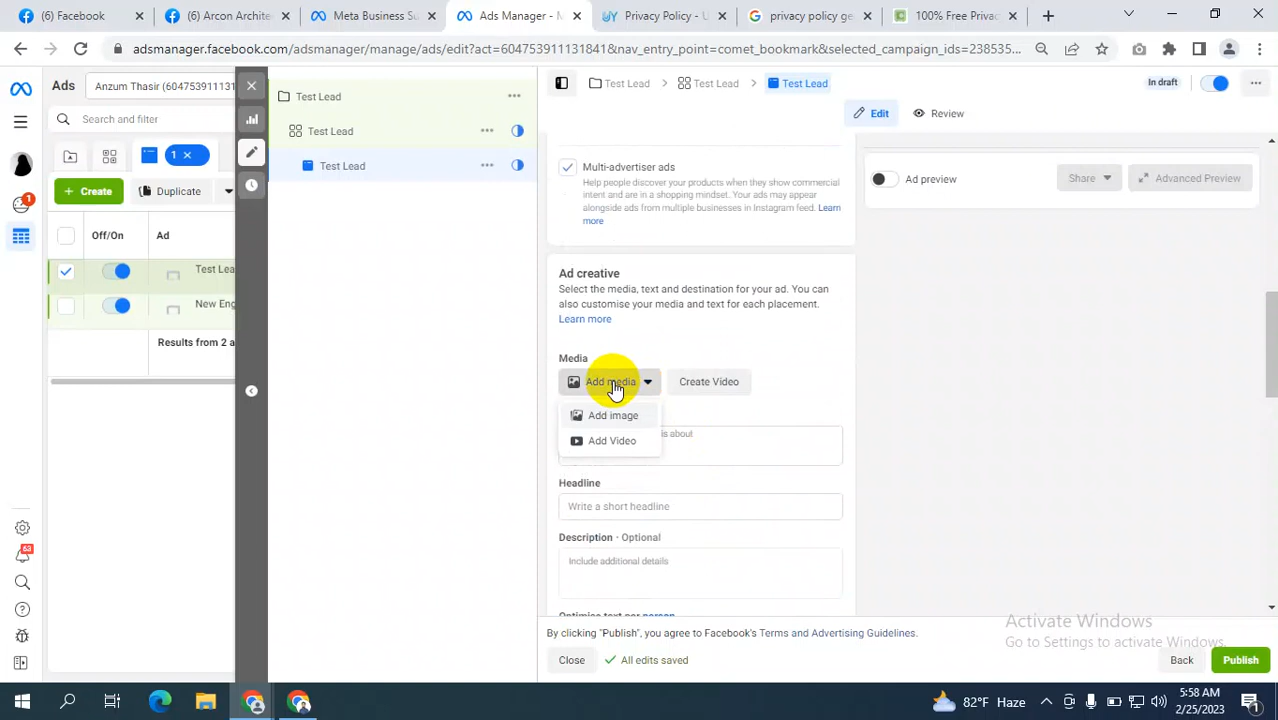 (2) Facebook
(2) Arcon Archite
Meta Business Su
Ads Manager - M
Privacy Policy - U
privacy policy ge
100% Free Priva
adsmanager.facebook.com/adsmanager/manage/ads/edit?act=604753911131841&nav_entry_point=comet_bookmark&selected_campaign_ids=238535...
Ads
Anzum Thasir (6047539111318
Search and filter
1
Create
Duplicate
Off/On
Ad
Test Lea
New Eng
Results from 2 a
1
53
Test Lead
Test Lead
Test Lead
Test Lead
Test Lead
Test Lead
In draft
Edit
Review
Multi-advertiser ads
Help people discover your products when they show commercial
intent and are in a shopping mindset. Your ads may appear
alongside ads from multiple businesses in Instagram feed. Learn
more
Ad preview
Share
Advanced Preview
Ad creative
Select the media, text and destination for your ad. You can
also customise your media and text for each placement.
Learn more
Media
Add media
Create Video
Add image
Add Video
is about
Headline
Write a short headline
Description · Optional
Include additional details
Optimise text per person
By clicking "Publish", you agree to Facebook's Terms and Advertising Guidelines.
Close
All edits saved
Back
Publish
Activate Windows
Go to Settings to activate Windows.
82°F Haze
5:58 AM
2/25/2023
1